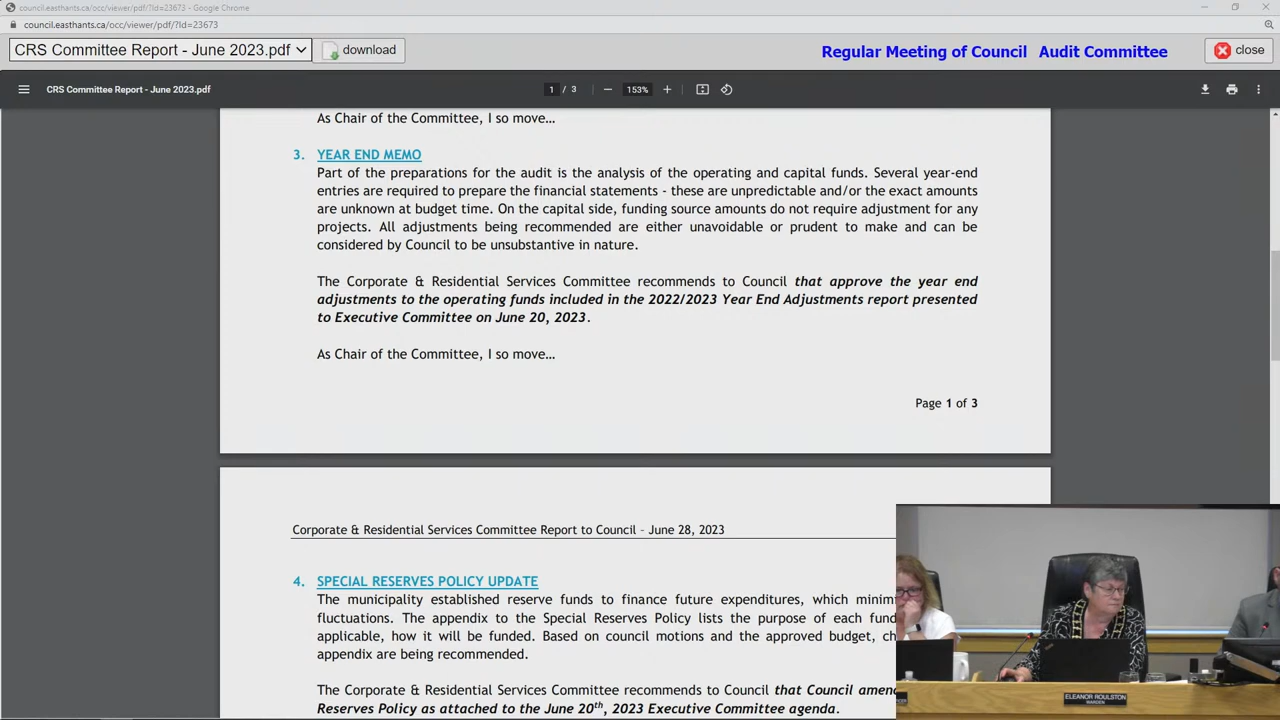 council.easthants.ca/occ/viewer/pdf/?Id=23673 - Google Chrome
council.easthants.ca/occ/viewer/pdf/?Id=23673
CRS Committee Report - June 2023.pdf
download
Regular Meeting of Council Audit Committee
close
CRS Committee Report - June 2023.pdf
1 / 3
153%
As Chair of the Committee, I so move…
3. YEAR END MEMO
Part of the preparations for the audit is the analysis of the operating and capital funds. Several year-end
entries are required to prepare the financial statements - these are unpredictable and/or the exact amounts
are unknown at budget time. On the capital side, funding source amounts do not require adjustment for any
projects. All adjustments being recommended are either unavoidable or prudent to make and can be
considered by Council to be unsubstantive in nature.
The Corporate & Residential Services Committee recommends to Council that approve the year end
adjustments to the operating funds included in the 2022/2023 Year End Adjustments report presented
to Executive Committee on June 20, 2023.
As Chair of the Committee, I so move…
Page 1 of 3
Corporate & Residential Services Committee Report to Council - June 28, 2023
4. SPECIAL RESERVES POLICY UPDATE
The municipality established reserve funds to finance future expenditures, which minim
fluctuations. The appendix to the Special Reserves Policy lists the purpose of each fund
applicable, how it will be funded. Based on council motions and the approved budget, ch
appendix are being recommended.
The Corporate & Residential Services Committee recommends to Council that Council amen
Reserves Policy as attached to the June 20th, 2023 Executive Committee agenda.
ELEANOR ROULSTON
WARDEN